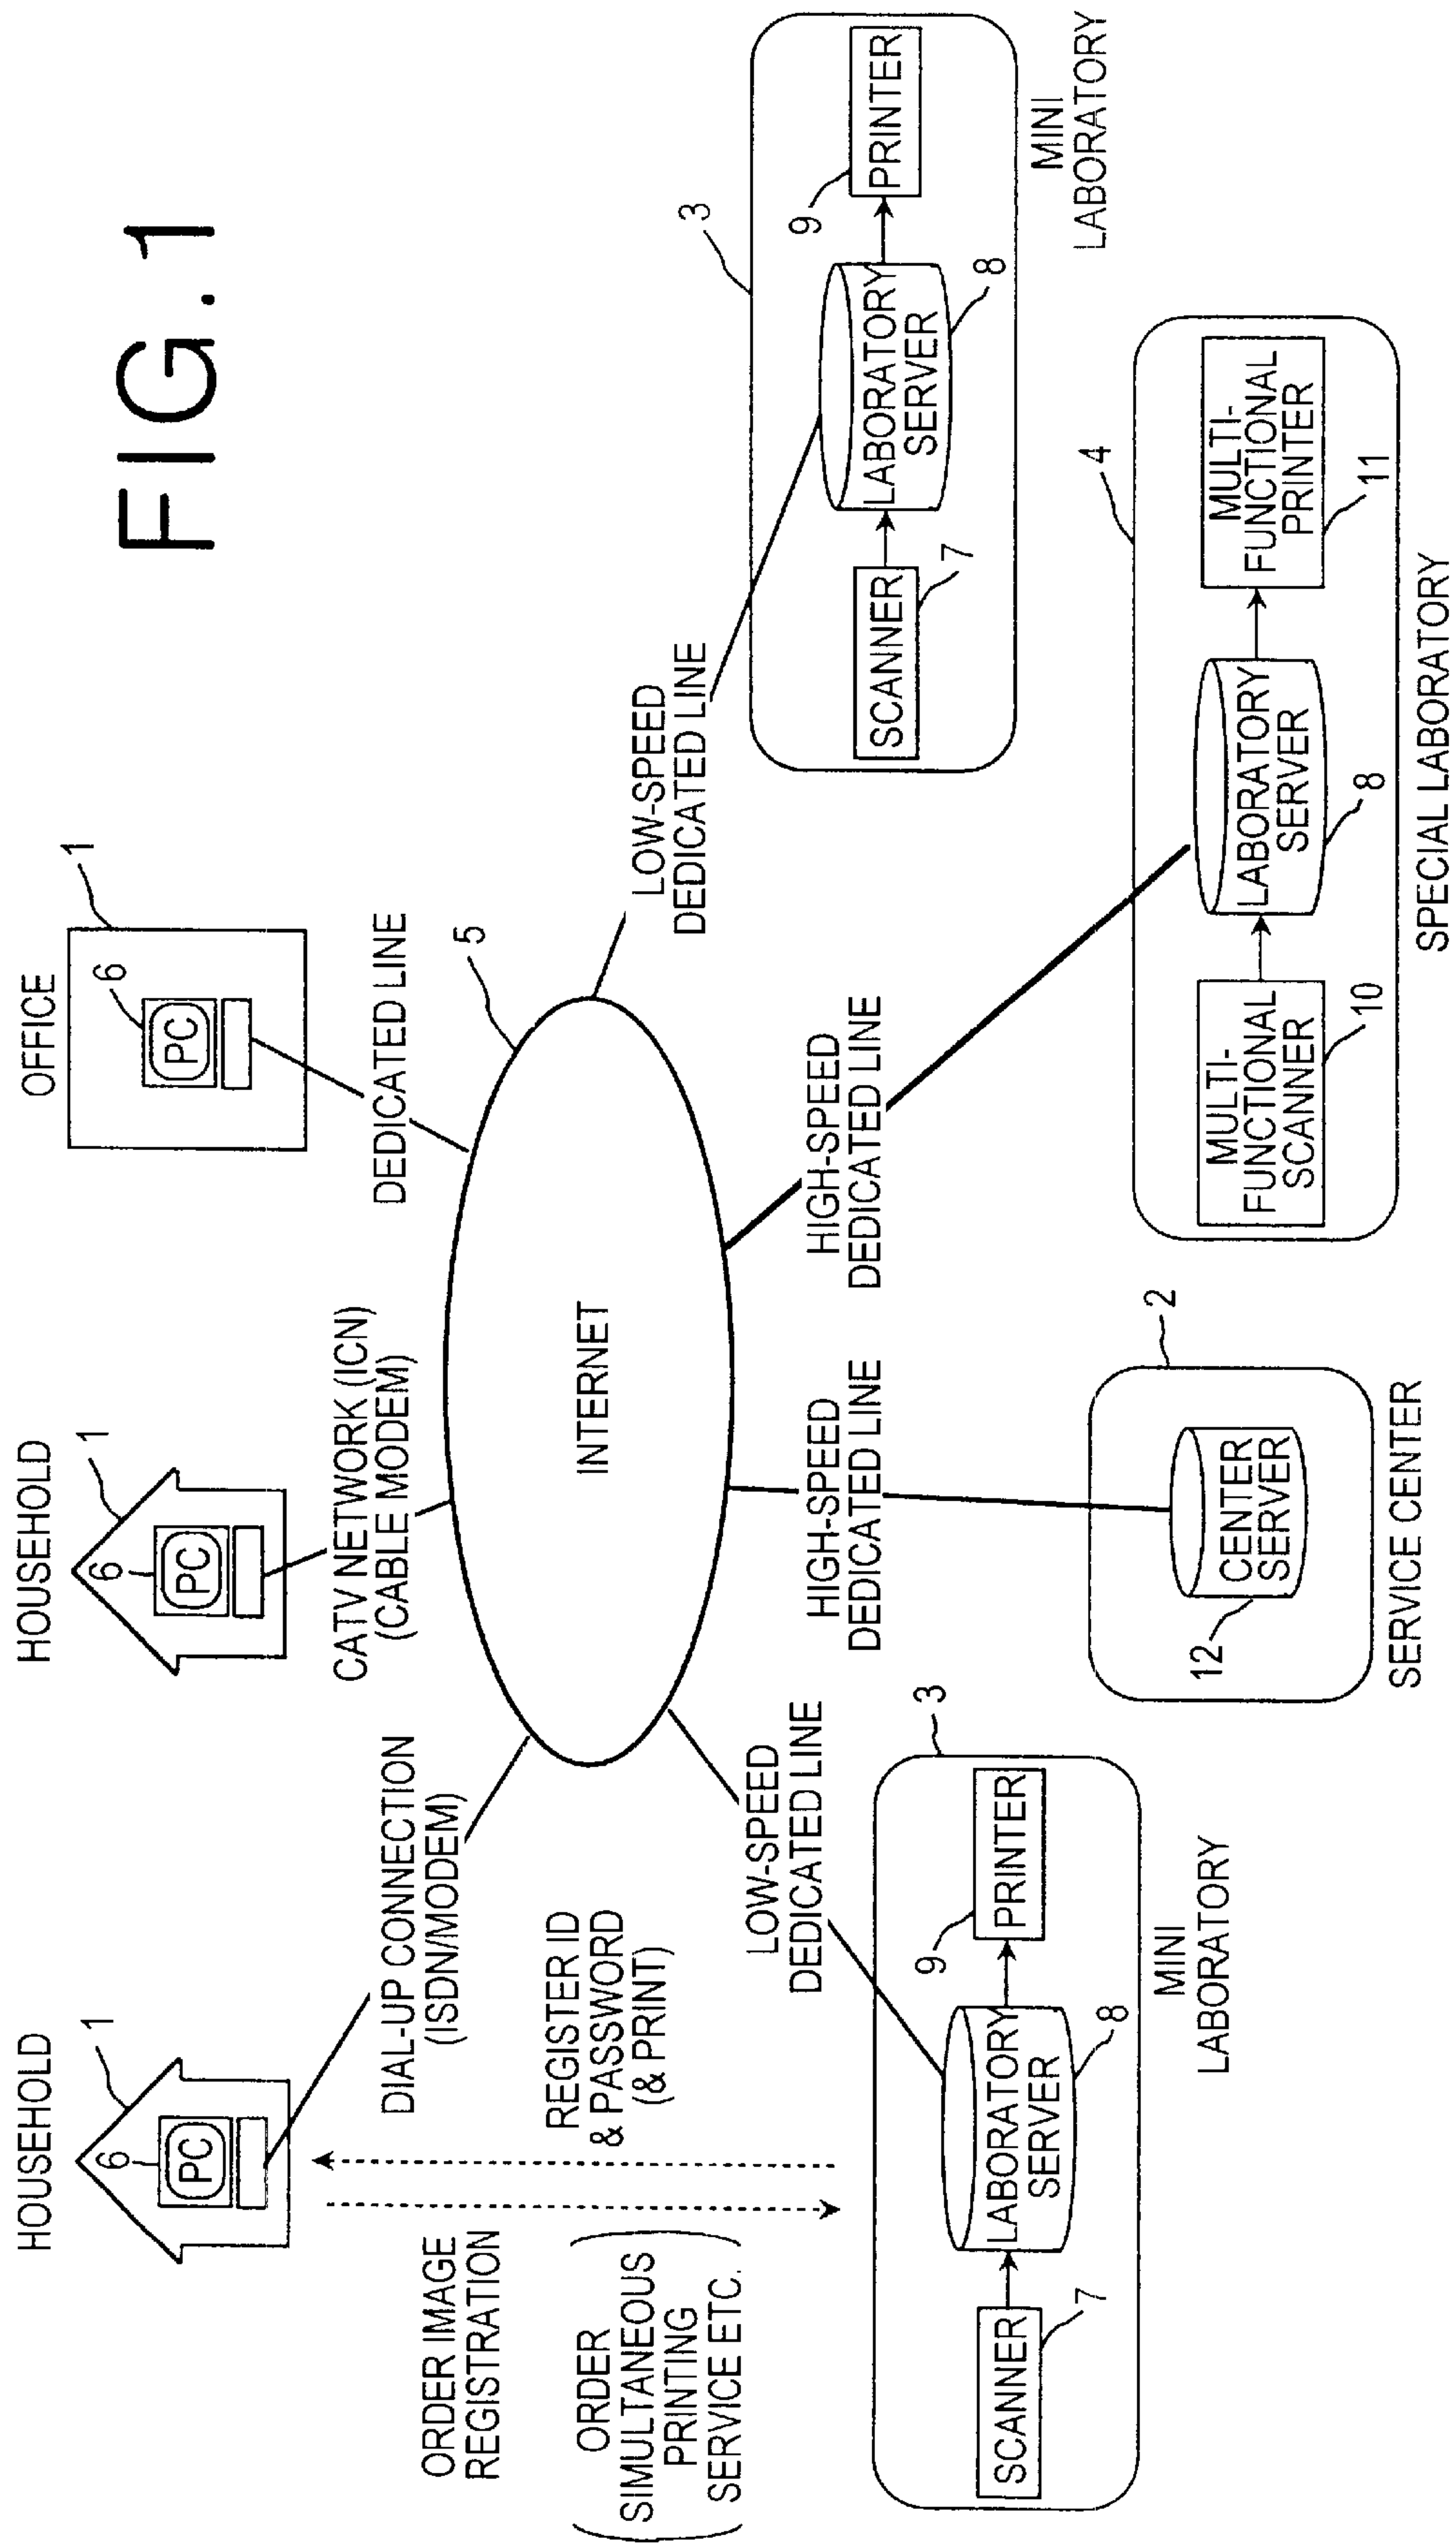 FIG.1
HOUSEHOLD
1
6
PC
HOUSEHOLD
1
6
PC
OFFICE
1
6
PC
DIAL-UP CONNECTION
(ISDN/MODEM)
CATV NETWORK (ICN)
(CABLE MODEM)
DEDICATED LINE
5
INTERNET
ORDER IMAGE
REGISTRATION
ORDER
SIMULTANEOUS
PRINTING
SERVICE ETC.
REGISTER ID
& PASSWORD
(& PRINT)
LOW-SPEED
DEDICATED LINE
HIGH-SPEED
DEDICATED LINE
HIGH-SPEED
DEDICATED LINE
LOW-SPEED
DEDICATED LINE
3
SCANNER
7
LABORATORY
SERVER
8
9
PRINTER
MINI
LABORATORY
2
CENTER
SERVER
12
SERVICE CENTER
4
MULTI-
FUNCTIONAL
SCANNER
10
LABORATORY
SERVER
8
MULTI-
FUNCTIONAL
PRINTER
11
SPECIAL LABORATORY
3
SCANNER
7
LABORATORY
SERVER
8
9
PRINTER
MINI
LABORATORY